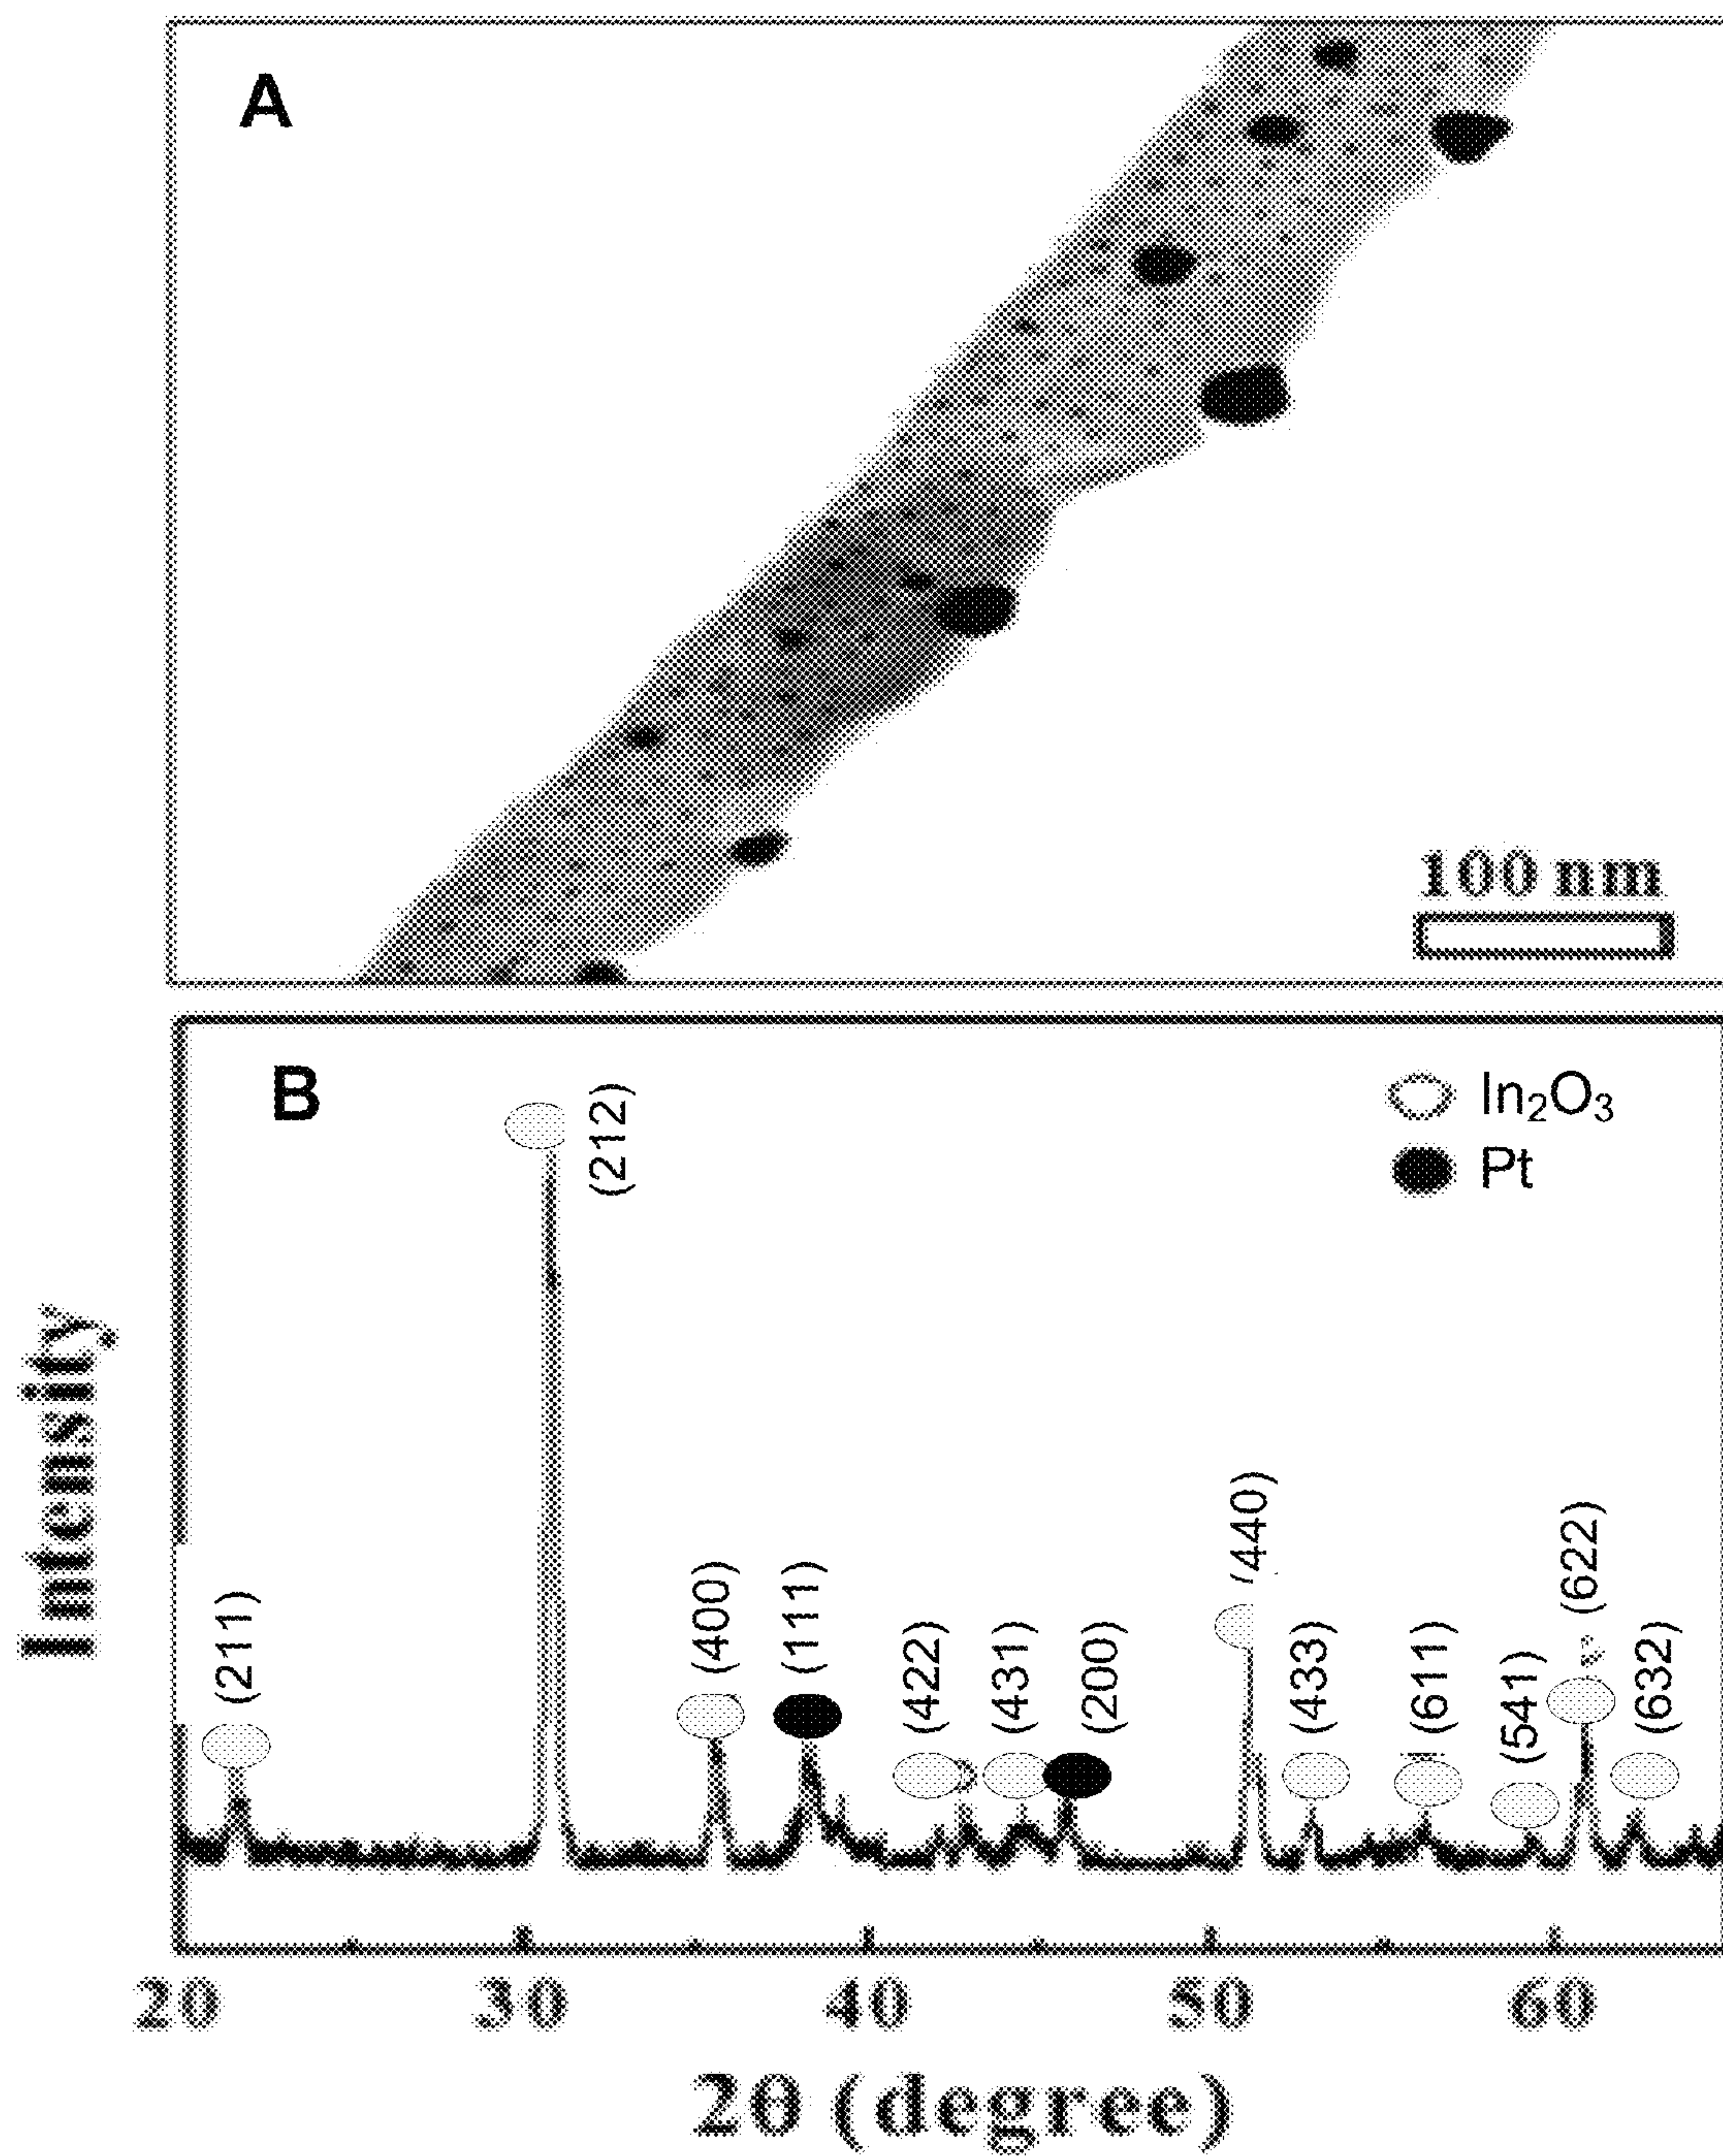 A
100 nm
B
In₂O₃
Pt
(212)
(211)
(400)
(111)
(422)
(431)
(200)
(440)
(433)
(611)
(541)
(622)
(632)
Intensity
20 30 40 50 60
2θ (degree)